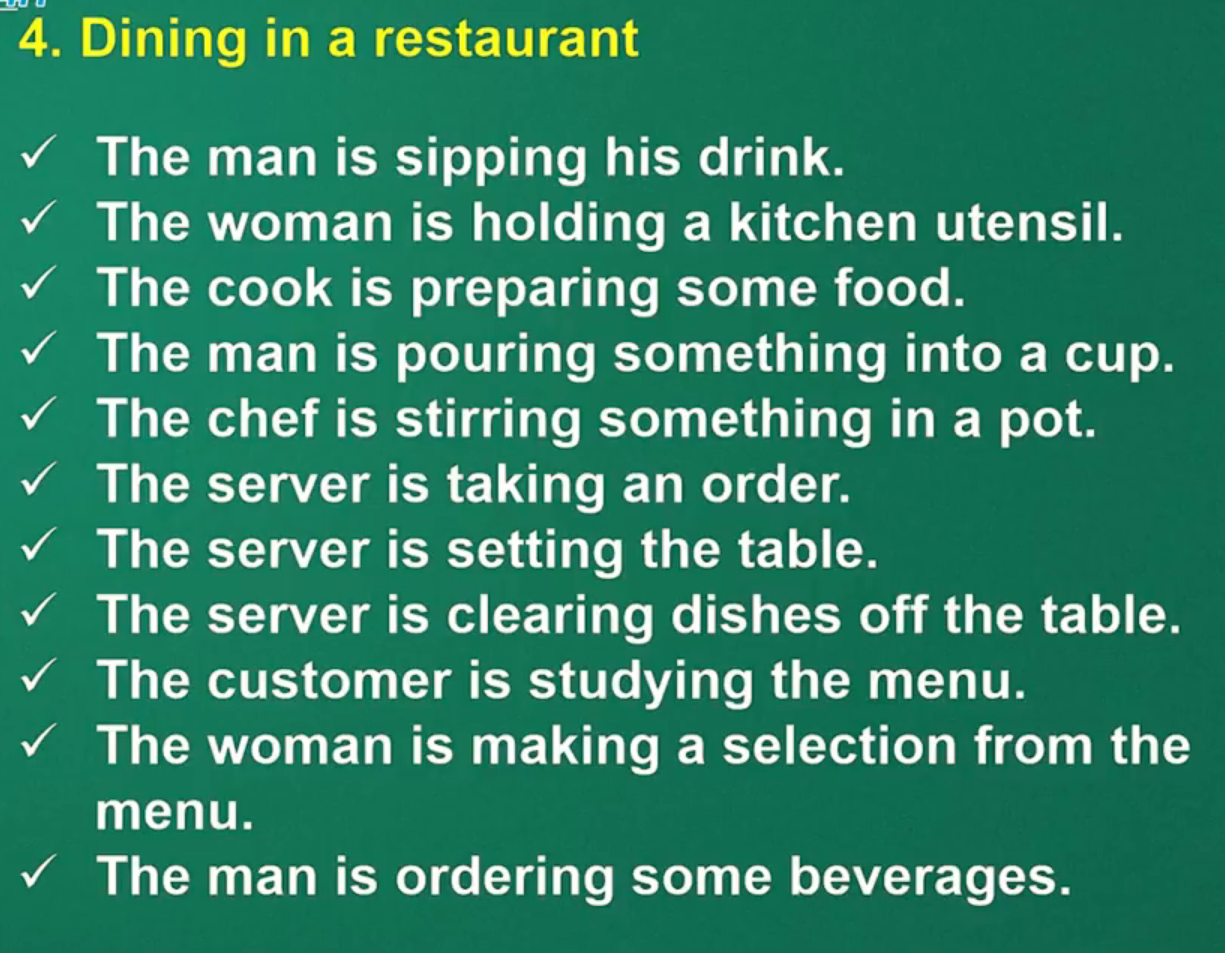 4. Dining in a restaurant
✓ The man is sipping his drink.
✓ The woman is holding a kitchen utensil.
✓ The cook is preparing some food.
✓ The man is pouring something into a cup.
✓ The chef is stirring something in a pot.
✓ The server is taking an order.
✓ The server is setting the table.
✓ The server is clearing dishes off the table.
✓ The customer is studying the menu.
✓ The woman is making a selection from the
menu.
✓ The man is ordering some beverages.